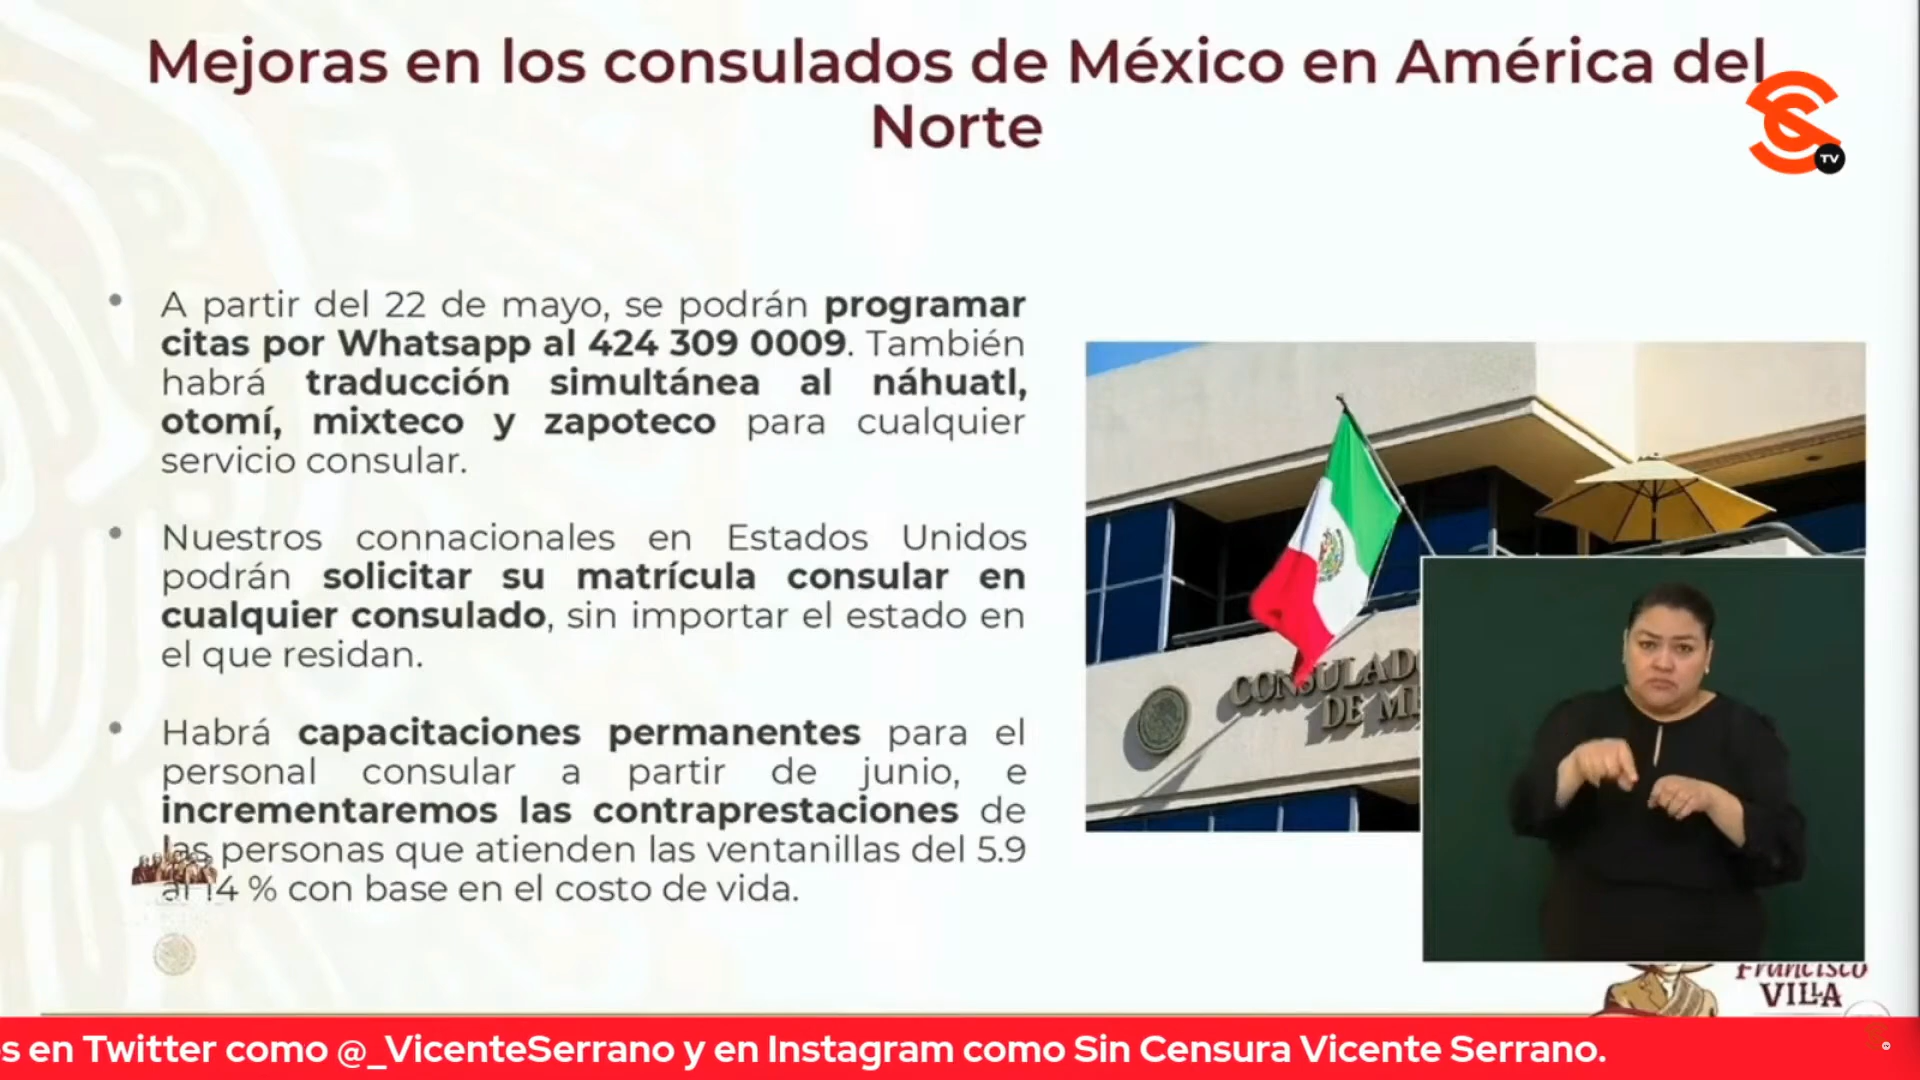 Mejoras en los consulados de México en América del
Norte
TV
A partir del 22 de mayo, se podrán programar
citas por Whatsapp al 424 309 0009. También
habrá traducción simultánea al náhuatl,
otomí, mixteco y zapoteco para cualquier
servicio consular.
Nuestros connacionales en Estados Unidos
podrán solicitar su matrícula consular en
cualquier consulado, sin importar el estado en
el que residan.
Habrá capacitaciones permanentes para el
personal consular a partir de junio, e
incrementaremos las contraprestaciones de
las personas que atienden las ventanillas del 5.9
al 14 % con base en el costo de vida.
CONSULADO
DE ME
Francisco
VILLA
s en Twitter como @_VicenteSerrano y en Instagram como Sin Censura Vicente Serrano.